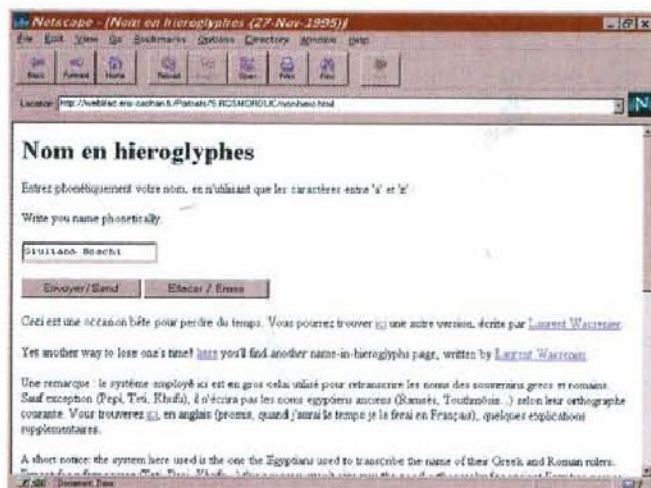 Netscape - [Nom en hieroglyphes (27-Nov-1995)]
File Edit View Go Bookmarks Options Directory Window Help
Back Forward Home Reload Open Print Find
Location: 
N
Nom en hieroglyphes
Entrez phonétiquement votre nom, en n'utilisant que les caractères entre 'a' et 'z'
Write you name phonetically.
Giuliano Boschi
Envoyer/Send Effacer / Erase
Ceci est une occasion bête pour perdre du temps. Vous pourrez trouver ici une autre version, écrite par Laurent
Yet another way to lose one's time! here you'll find another name-in-hieroglyphs page, written by Laurent
Une remarque : le système employé ici est en gros celui utilisé pour retranscrire les noms des souverains grecs et romains.
Sauf exception (Pepi, Teti, Khufu), il n'écrira pas les noms egyptiens anciens (Ramsès, Touthmôsis...) selon leur orthographe
courante. Vous trouverez ici, en anglais (promis, quand j'aurai le temps je le ferai en Français), quelques explications
supplementaires.
A short notice: the system here used is the one the Egyptians used to transcribe the name of their Greek and Roman rulers.
Document: Done